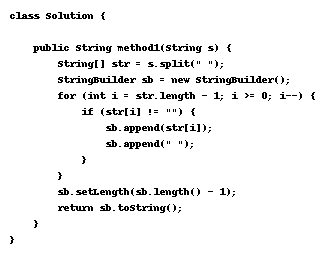 class Solution {
public String method1(String s) {
String[] str = s.split(" ");
StringBuilder sb = new StringBuilder();
for (int i = str.length - 1; i >= 0; i--) {
if (str[i] != "") {
sb.append(str[i]);
sb.append(" ");
}
}
sb.setLength(sb.length() - 1);
return sb.toString();
}
}